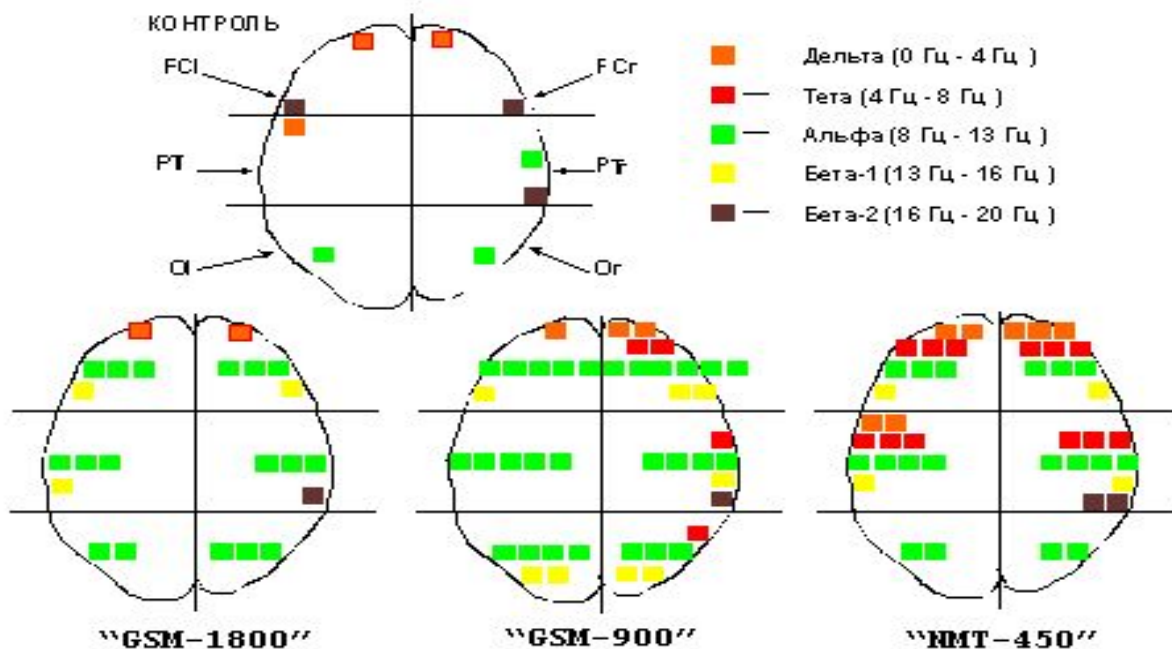 КОНТРОЛЬ
FCl
FCr
PTl
PTr
Ol
Or
Дельта (0 Гц - 4 Гц )
Тета (4 Гц - 8 Гц )
Альфа (8 Гц - 13 Гц )
Бета-1 (13 Гц - 16 Гц )
Бета-2 (16 Гц - 20 Гц )
"GSM-1800"
"GSM-900"
"NMT-450"